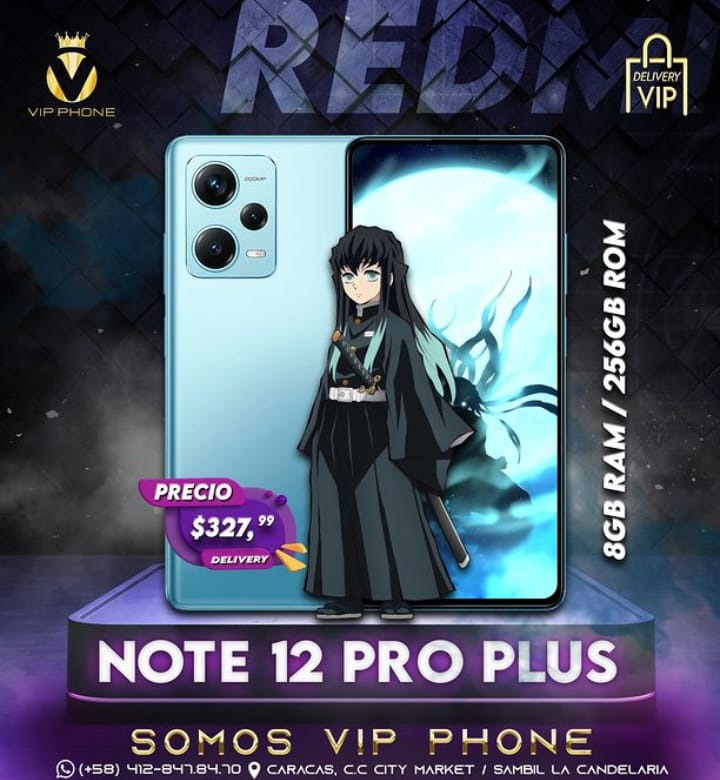 REDMI
VIP PHONE
DELIVERY
VIP
200MP
8GB RAM / 256GB ROM
PRECIO
$327,99
DELIVERY
NOTE 12 PRO PLUS
SOMOS VIP PHONE
(+58) 412-847.84.70 CARACAS, C.C CITY MARKET / SAMBIL LA CANDELARIA